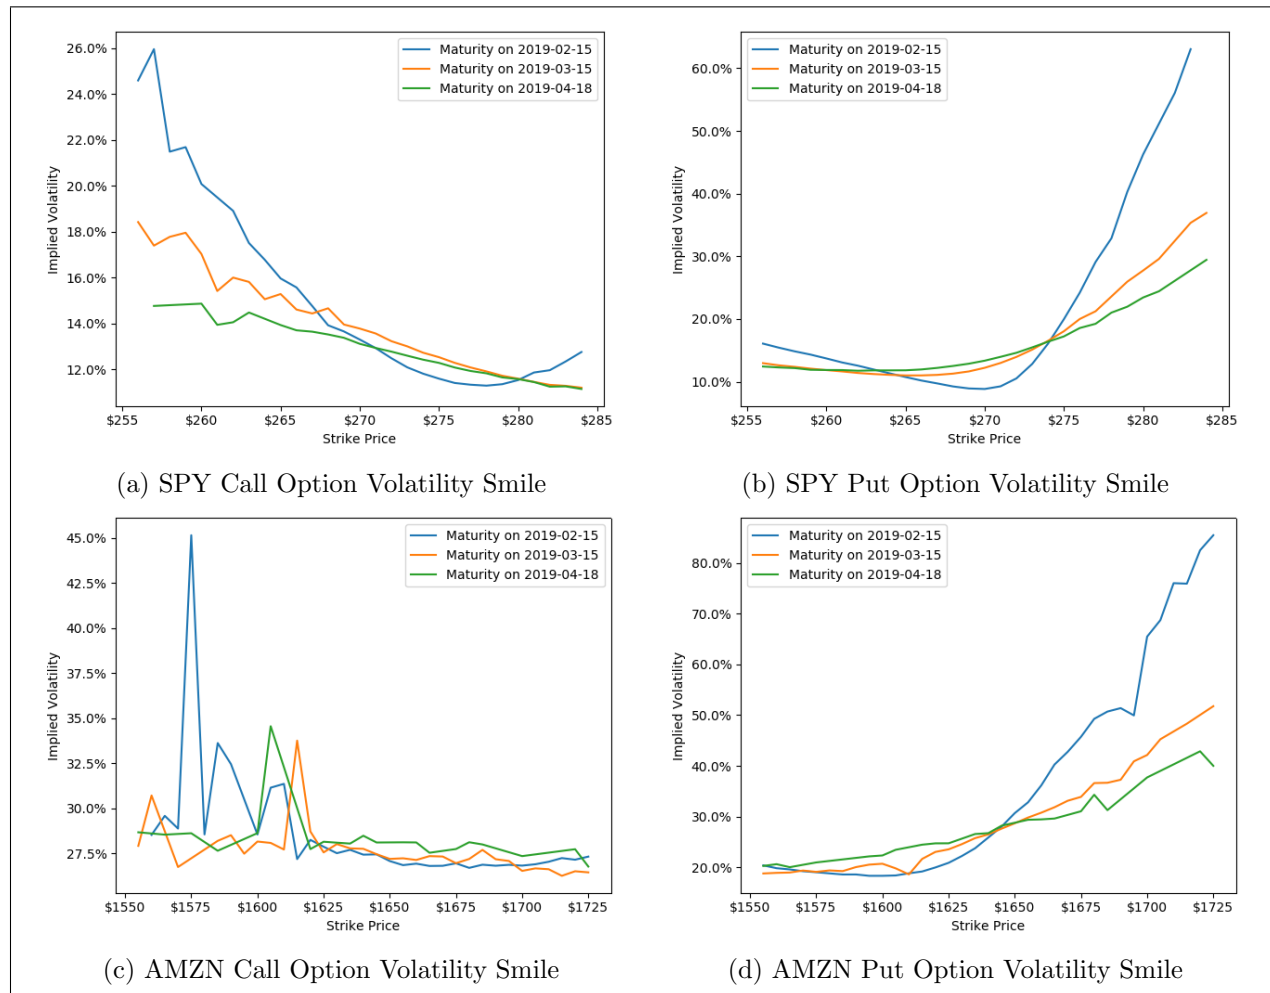 26.0%
24.0%
22.0%
20.0%
18.0%
16.0%
14.0%
12.0%
Implied Volatility
Maturity on 2019-02-15
Maturity on 2019-03-15
Maturity on 2019-04-18
$255 $260 $265 $270 $275 $280 $285
Strike Price
(a) SPY Call Option Volatility Smile
60.0%
50.0%
40.0%
30.0%
20.0%
10.0%
Implied Volatility
Maturity on 2019-02-15
Maturity on 2019-03-15
Maturity on 2019-04-18
$255 $260 $265 $270 $275 $280 $285
Strike Price
(b) SPY Put Option Volatility Smile
45.0%
42.5%
40.0%
37.5%
35.0%
32.5%
30.0%
27.5%
Implied Volatility
Maturity on 2019-02-15
Maturity on 2019-03-15
Maturity on 2019-04-18
$1550 $1575 $1600 $1625 $1650 $1675 $1700 $1725
Strike Price
(c) AMZN Call Option Volatility Smile
80.0%
70.0%
60.0%
50.0%
40.0%
30.0%
20.0%
Implied Volatility
Maturity on 2019-02-15
Maturity on 2019-03-15
Maturity on 2019-04-18
$1550 $1575 $1600 $1625 $1650 $1675 $1700 $1725
Strike Price
(d) AMZN Put Option Volatility Smile